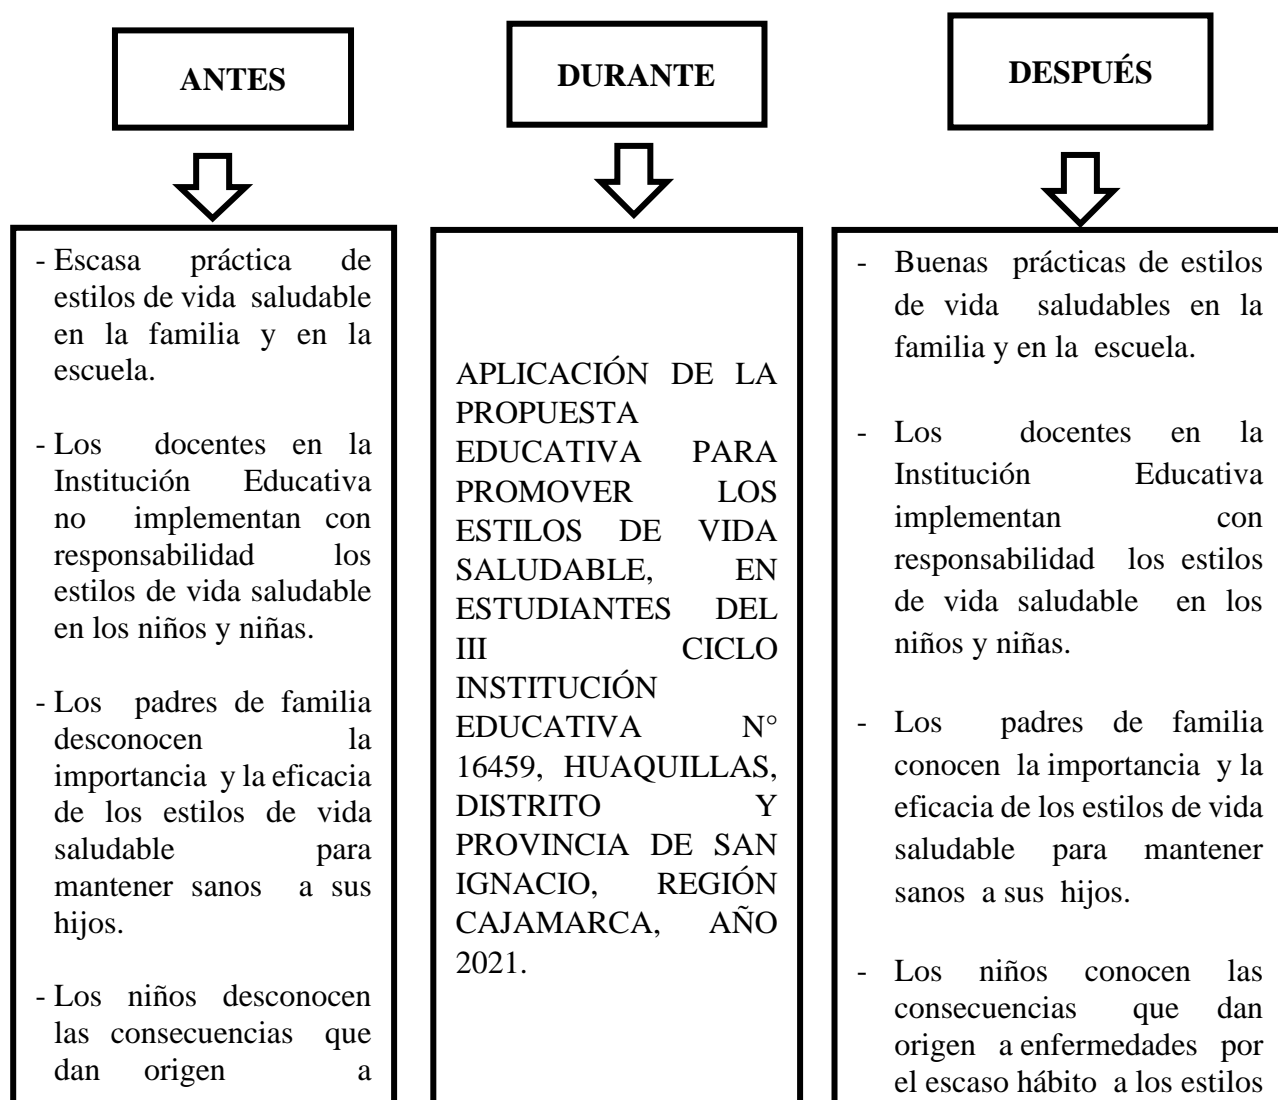 ANTES
DURANTE
DESPUÉS
- Escasa práctica de
estilos de vida saludable
en la familia y en la
escuela.
- Los docentes en la
Institución Educativa
no implementan con
responsabilidad los
estilos de vida saludable
en los niños y niñas.
- Los padres de familia
desconocen la
importancia y la eficacia
de los estilos de vida
saludable para
mantener sanos a sus
hijos.
- Los niños desconocen
las consecuencias que
dan origen a
APLICACIÓN DE LA
PROPUESTA
EDUCATIVA PARA
PROMOVER LOS
ESTILOS DE VIDA
SALUDABLE, EN
ESTUDIANTES DEL
III CICLO
INSTITUCIÓN
EDUCATIVA N°
16459, HUAQUILLAS,
DISTRITO Y
PROVINCIA DE SAN
IGNACIO, REGIÓN
CAJAMARCA, AÑO
2021.
- Buenas prácticas de estilos
de vida saludables en la
familia y en la escuela.
- Los docentes en la
Institución Educativa
implementan con
responsabilidad los estilos
de vida saludable en los
niños y niñas.
- Los padres de familia
conocen la importancia y la
eficacia de los estilos de vida
saludable para mantener
sanos a sus hijos.
- Los niños conocen las
consecuencias que dan
origen a enfermedades por
el escaso hábito a los estilos